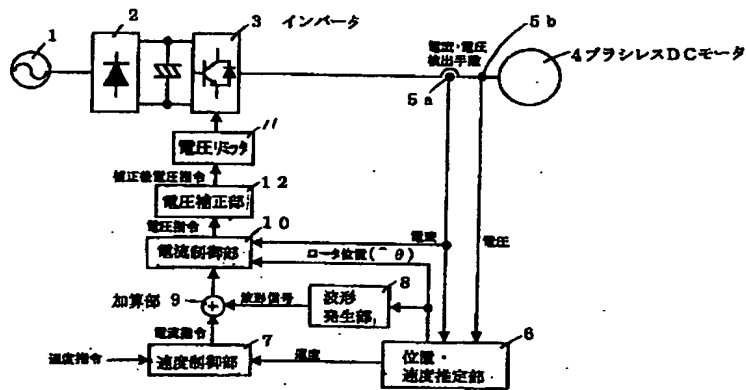 1
2
3 インバータ
5b
電流・電圧
検出手段
4ブラシレスDCモータ
5a
11
電圧リミッタ
補正後電圧指令
12
電圧補正部
電圧指令
10
電流制御部
電流
ロータ位置(^θ)
電圧
加算部 9
波形信号
8
波形
発生部
電流指令
7
6
速度指令
速度制御部
速度
位置・
速度推定部